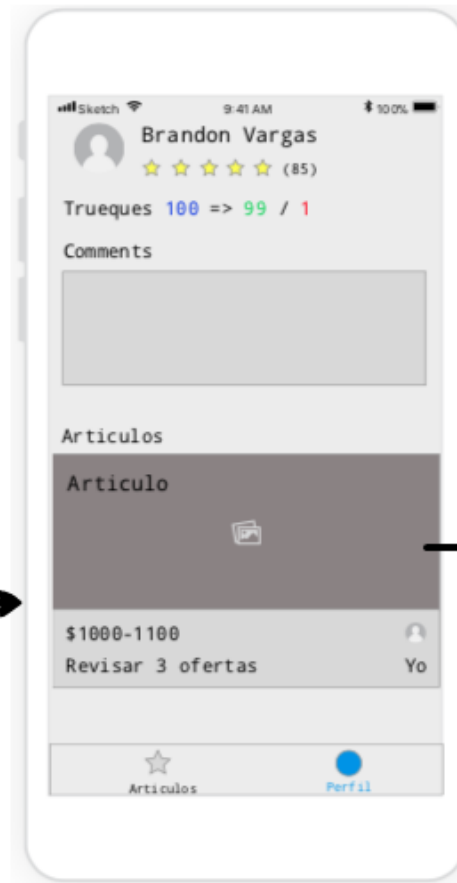 Sketch 9:41 AM 100%
Brandon Vargas
(85)
Trueques 100 => 99 / 1
Comments
Articulos
Articulo
$1000-1100
Revisar 3 ofertas Yo
Articulos Perfil